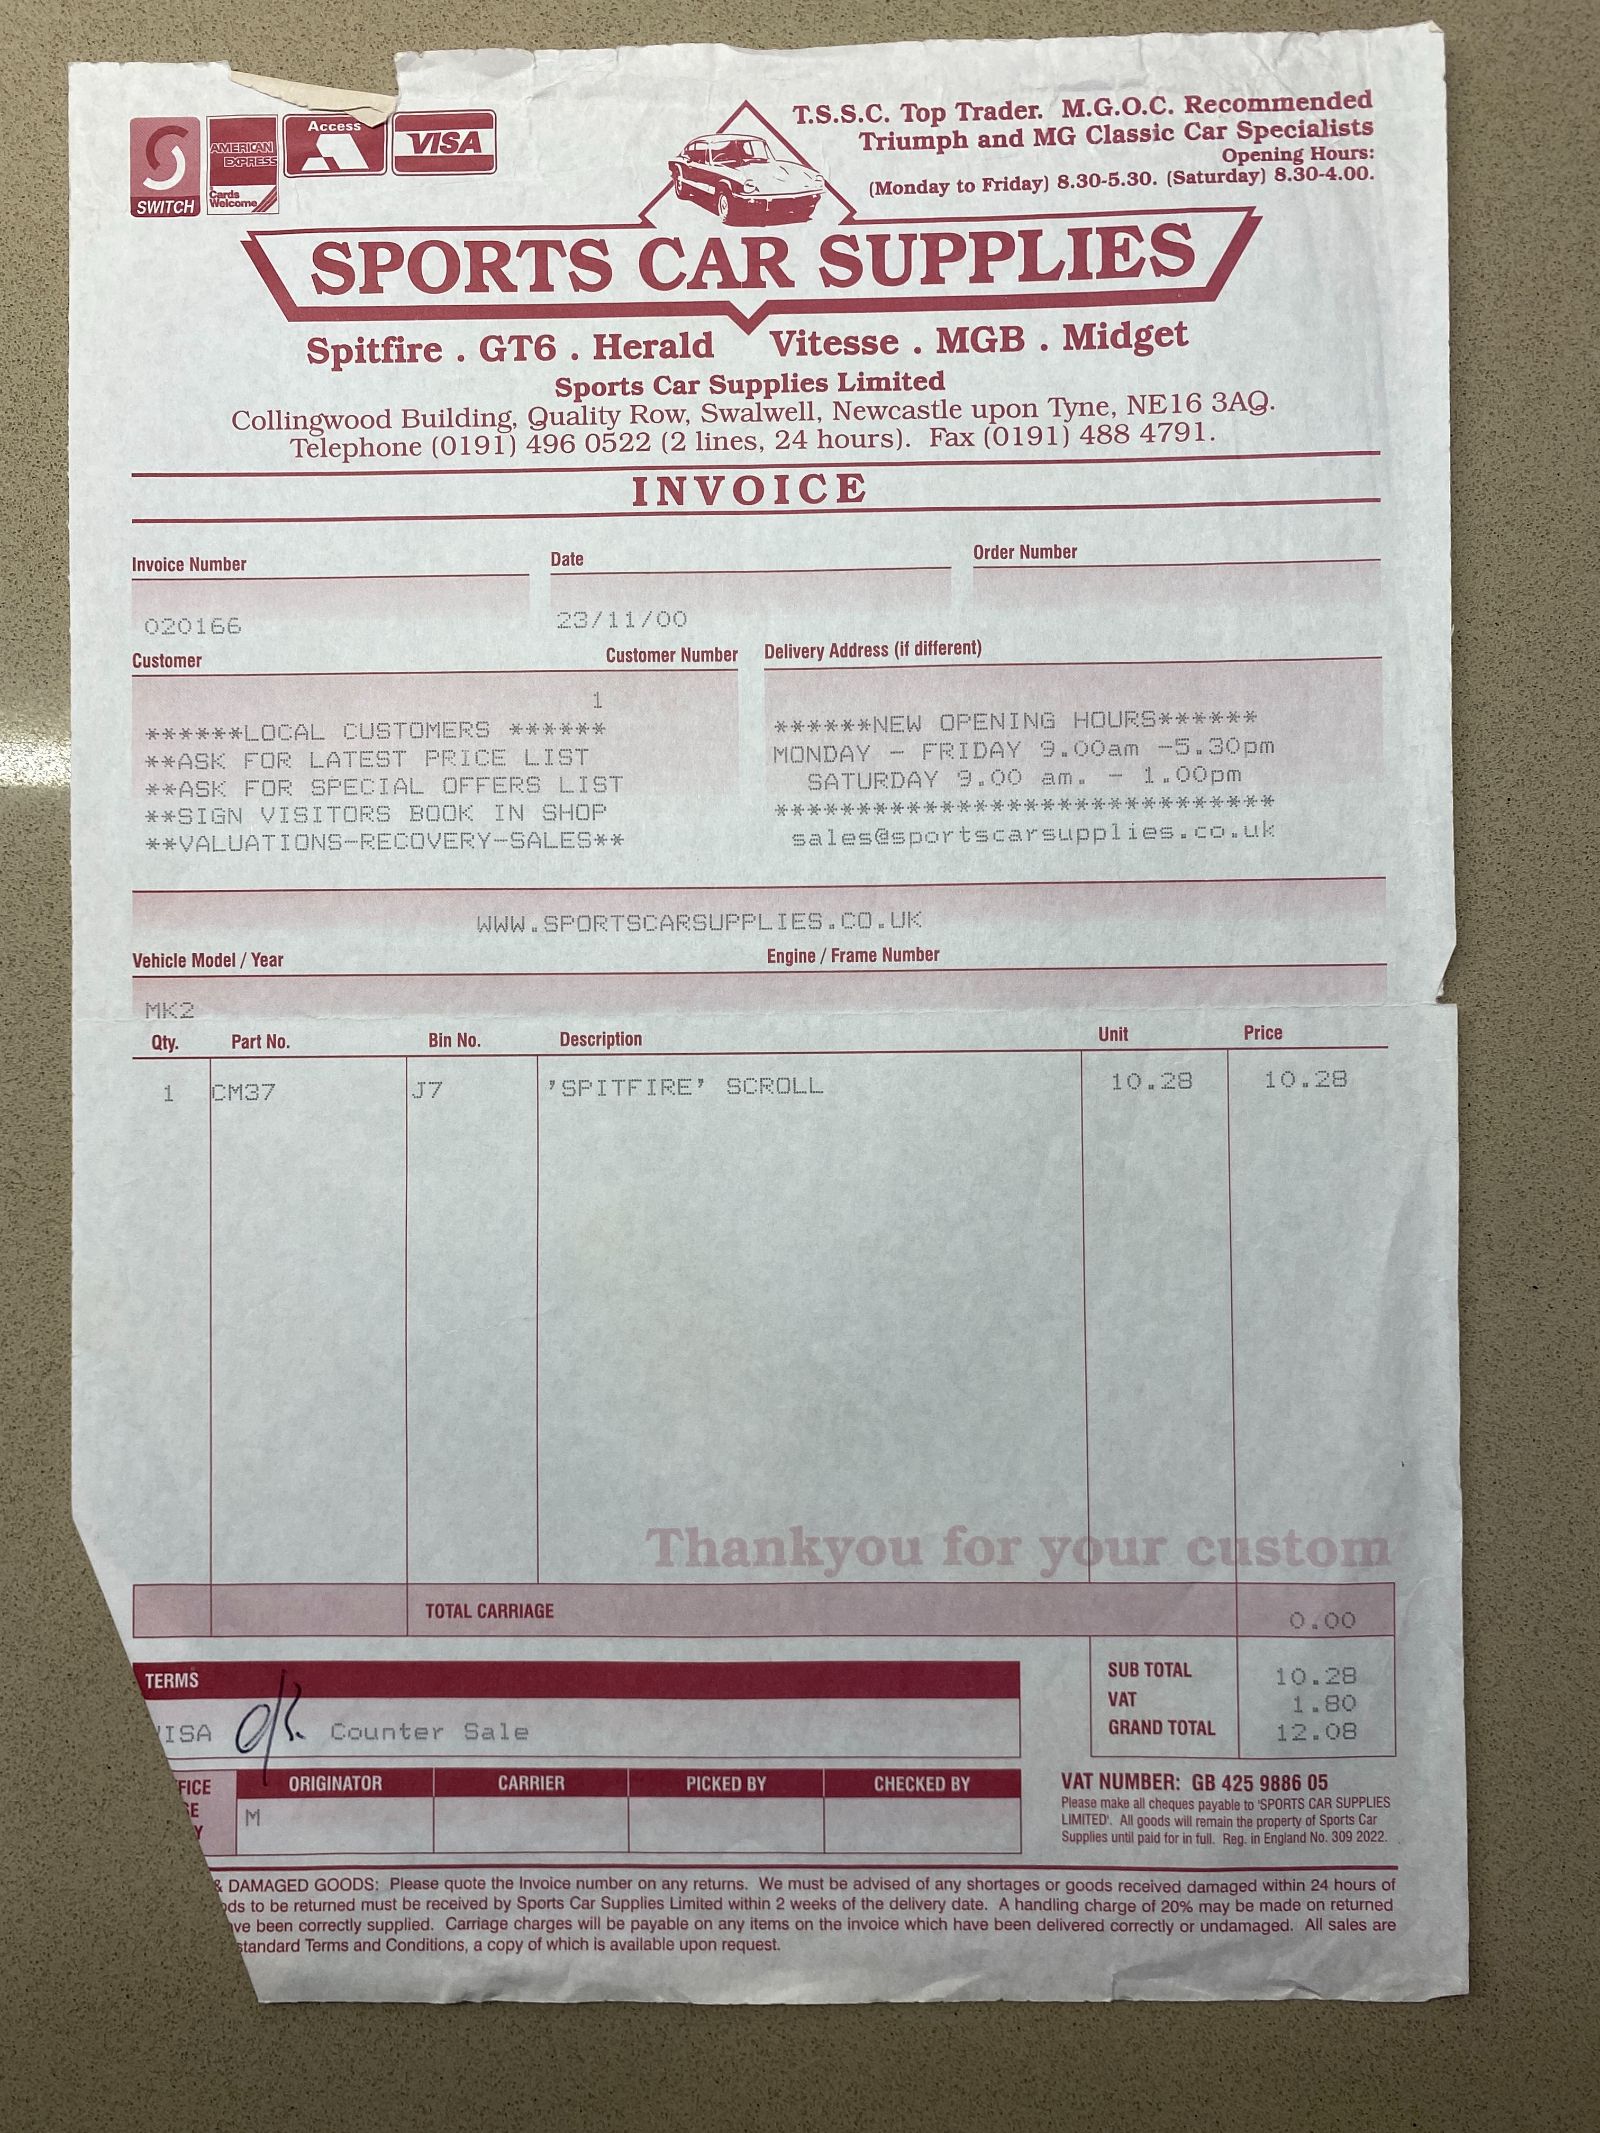 SWITCH
AMERICAN EXPRESS
Cards Welcome
Access
VISA
T.S.S.C. Top Trader. M.G.O.C. Recommended
Triumph and MG Classic Car Specialists
Opening Hours:
(Monday to Friday) 8.30-5.30. (Saturday) 8.30-4.00.
SPORTS CAR SUPPLIES
Spitfire . GT6 . Herald Vitesse . MGB . Midget
Sports Car Supplies Limited
Collingwood Building, Quality Row, Swalwell, Newcastle upon Tyne, NE16 3AQ.
Telephone (0191) 496 0522 (2 lines, 24 hours). Fax (0191) 488 4791.
INVOICE
Invoice Number Date Order Number
020166 23/11/00
Customer Customer Number Delivery Address (if different)
1
******LOCAL CUSTOMERS ****** ******NEW OPENING HOURS******
**ASK FOR LATEST PRICE LIST MONDAY - FRIDAY 9.00am -5.30pm
**ASK FOR SPECIAL OFFERS LIST SATURDAY 9.00 am. - 1.00pm
**SIGN VISITORS BOOK IN SHOP ******************************
**VALUATIONS-RECOVERY-SALES** sales@sportscarsupplies.co.uk
WWW.SPORTSCARSUPPLIES.CO.UK
Vehicle Model / Year Engine / Frame Number
MK2
Qty. Part No. Bin No. Description Unit Price
1 CM37 J7 'SPITFIRE' SCROLL 10.28 10.28
Thankyou for your custom
TOTAL CARRIAGE 0.00
TERMS
VISA OK. Counter Sale
SUB TOTAL 10.28
VAT 1.80
GRAND TOTAL 12.08
FICE ORIGINATOR CARRIER PICKED BY CHECKED BY
SE M
Y
VAT NUMBER: GB 425 9886 05
Please make all cheques payable to 'SPORTS CAR SUPPLIES
LIMITED'. All goods will remain the property of Sports Car
Supplies until paid for in full. Reg. in England No. 309 2022.
& DAMAGED GOODS: Please quote the Invoice number on any returns. We must be advised of any shortages or goods received damaged within 24 hours of
ds to be returned must be received by Sports Car Supplies Limited within 2 weeks of the delivery date. A handling charge of 20% may be made on returned
ve been correctly supplied. Carriage charges will be payable on any items on the invoice which have been delivered correctly or undamaged. All sales are
standard Terms and Conditions, a copy of which is available upon request.